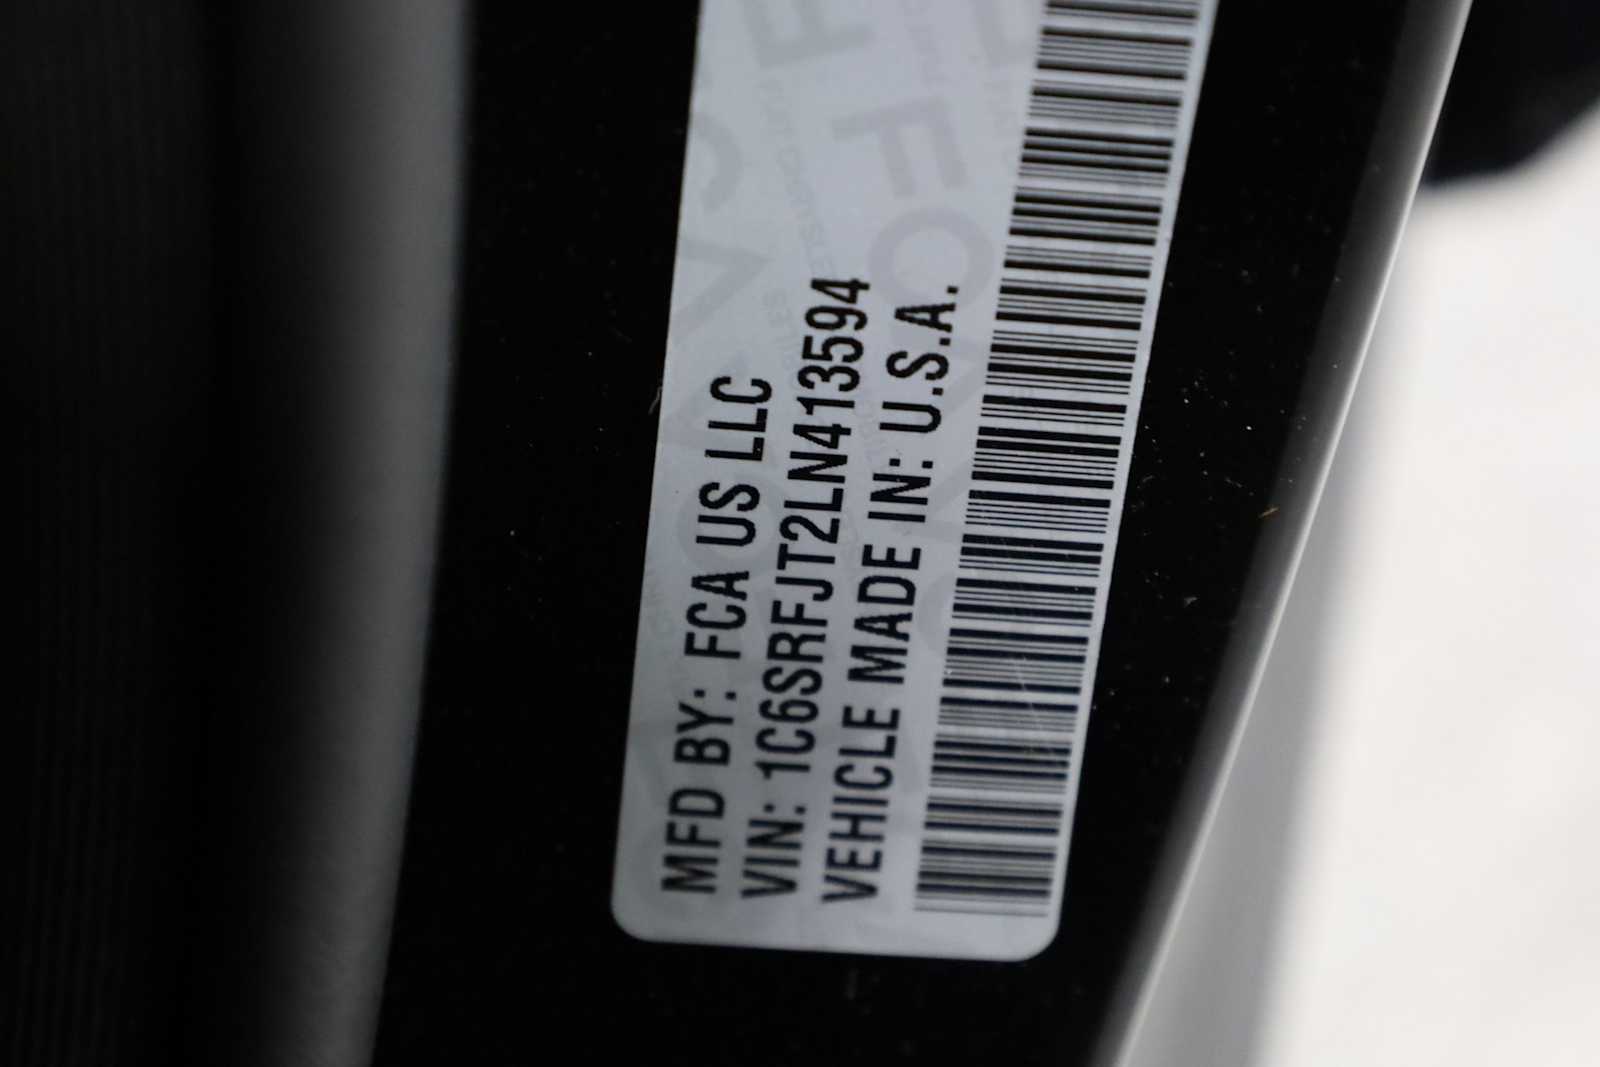 MFD BY: FCA US LLC
VIN: 1C6SRFJT2LN413594
VEHICLE MADE IN: U.S.A.